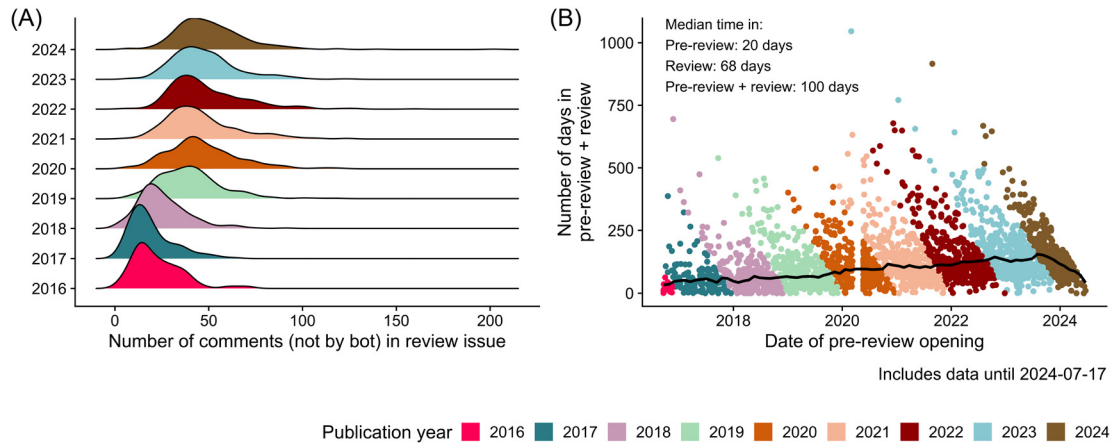 (A)
2024
2023
2022
2021
2020
2019
2018
2017
2016
0 50 100 150 200
Number of comments (not by bot) in review issue
(B)
Median time in:
Pre-review: 20 days
Review: 68 days
Pre-review + review: 100 days
Number of days in
pre-review + review
1000
750
500
250
0
2018 2020 2022 2024
Date of pre-review opening
Includes data until 2024-07-17
Publication year 2016 2017 2018 2019 2020 2021 2022 2023 2024